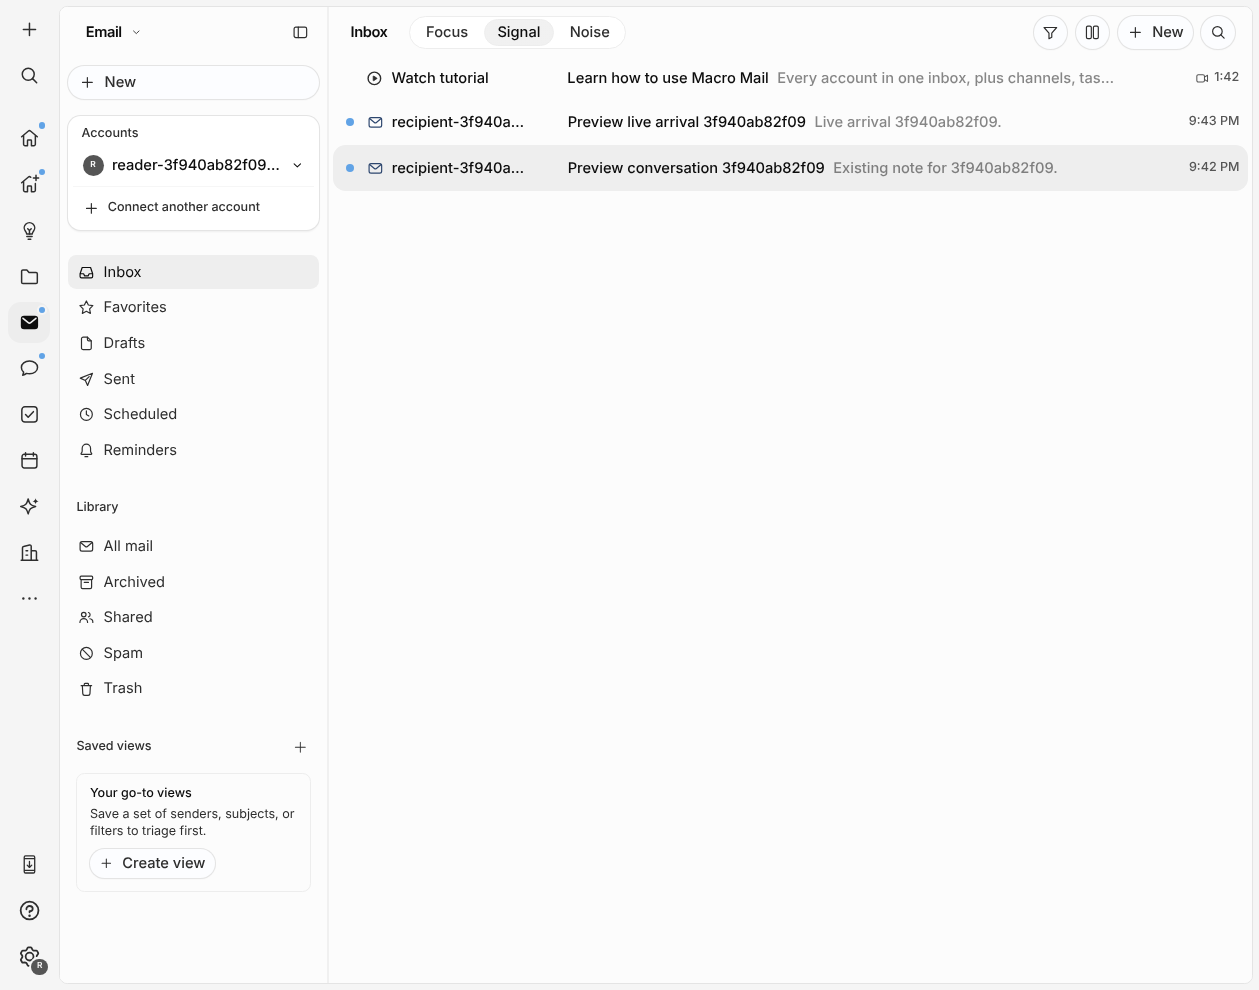 Email
New
Accounts
R
reader-3f940ab82f09...
Connect another account
Inbox
Favorites
Drafts
Sent
Scheduled
Reminders
Library
All mail
Archived
Shared
Spam
Trash
Saved views
Your go-to views
Save a set of senders, subjects, or
filters to triage first.
Create view
R
Inbox Focus Signal Noise New
Watch tutorial Learn how to use Macro Mail Every account in one inbox, plus channels, tas... 1:42
recipient-3f940a... Preview live arrival 3f940ab82f09 Live arrival 3f940ab82f09. 9:43 PM
recipient-3f940a... Preview conversation 3f940ab82f09 Existing note for 3f940ab82f09. 9:42 PM